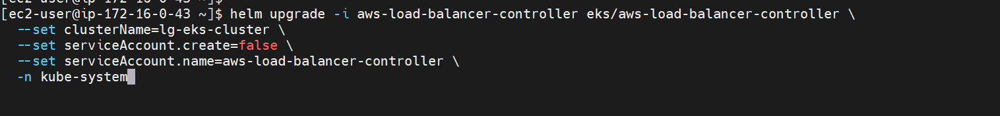 [ec2-user@ip-172-16-0-43 ~]$
[ec2-user@ip-172-16-0-43 ~]$ helm upgrade -i aws-load-balancer-controller eks/aws-load-balancer-controller \
  --set clusterName=lg-eks-cluster \
  --set serviceAccount.create=false \
  --set serviceAccount.name=aws-load-balancer-controller \
  -n kube-system